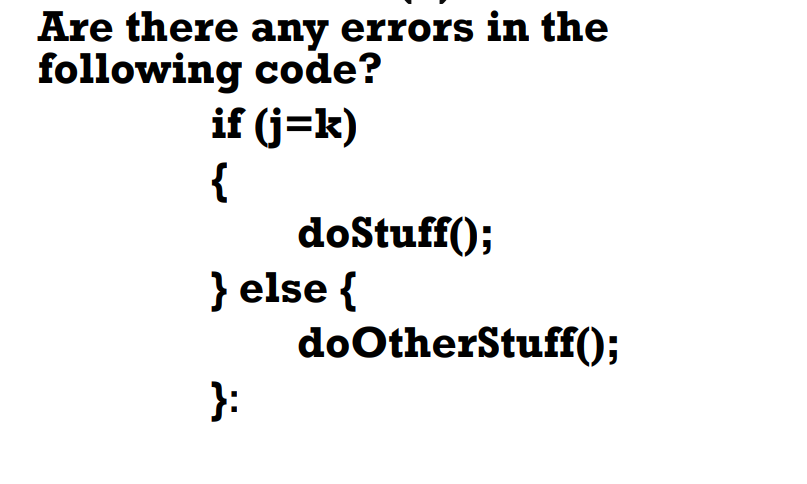 Are there any errors in the
following code?
if (j=k)
{
doStuff();
} else {
doOtherStuff();
}: